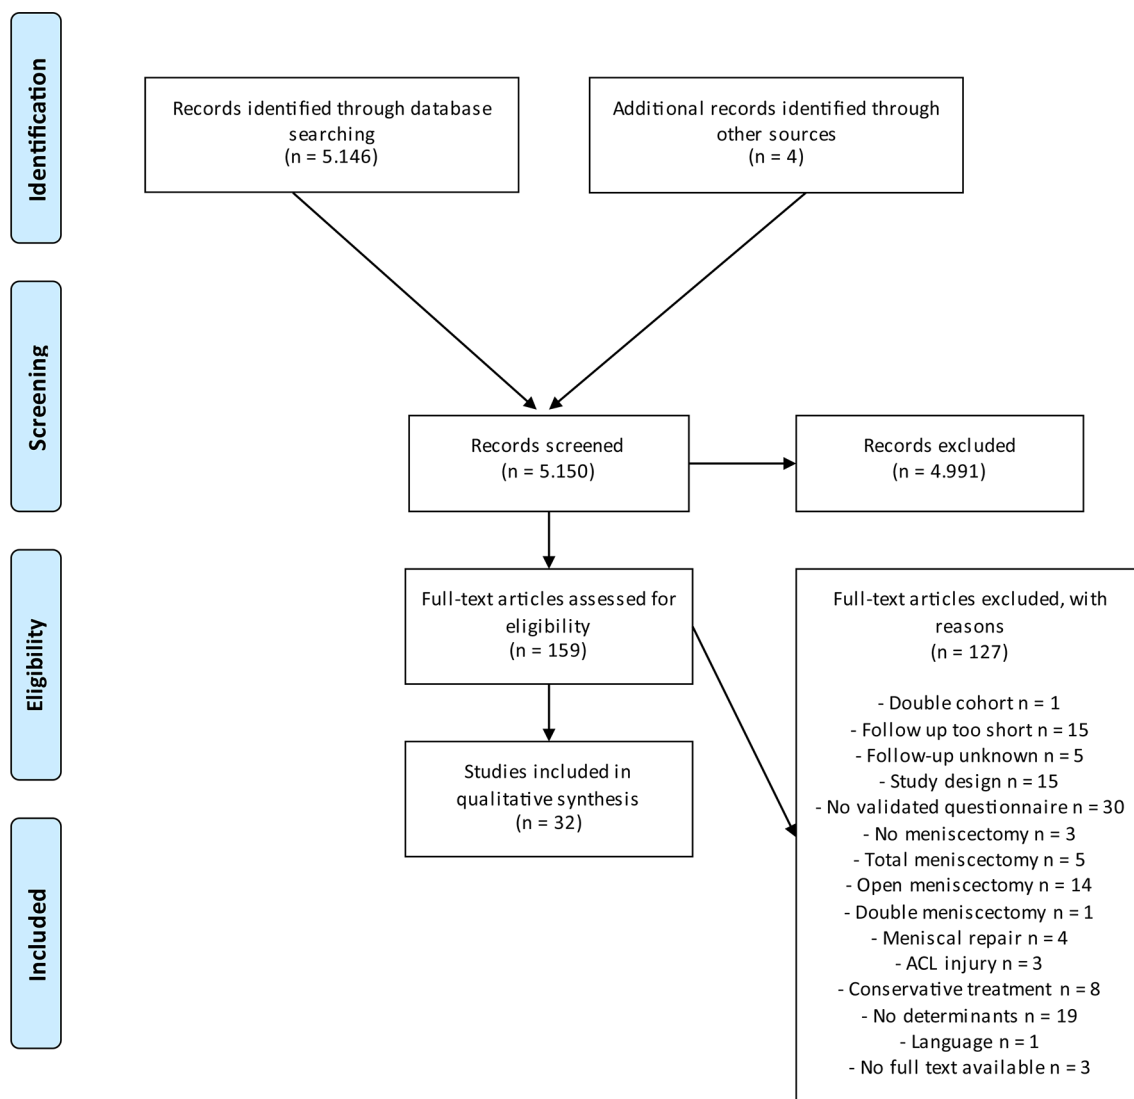 Identification
Records identified through database
searching
(n = 5.146)
Additional records identified through
other sources
(n = 4)
Screening
Records screened
(n = 5.150)
Records excluded
(n = 4.991)
Eligibility
Full-text articles assessed for
eligibility
(n = 159)
Full-text articles excluded, with
reasons
(n = 127)
- Double cohort n = 1
- Follow up too short n = 15
- Follow-up unknown n = 5
- Study design n = 15
- No validated questionnaire n = 30
- No meniscectomy n = 3
- Total meniscectomy n = 5
- Open meniscectomy n = 14
- Double meniscectomy n = 1
- Meniscal repair n = 4
- ACL injury n = 3
- Conservative treatment n = 8
- No determinants n = 19
- Language n = 1
- No full text available n = 3
Studies included in
qualitative synthesis
(n = 32)
Included